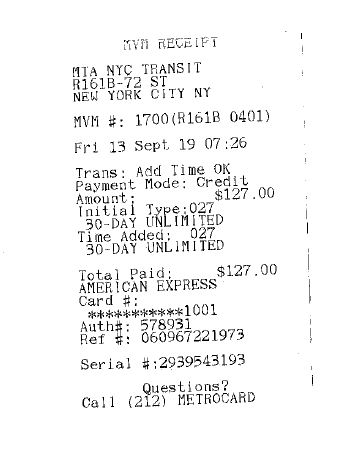 MVM RECEIPT
MTA NYC TRANSIT
R161B-72 ST
NEW YORK CITY NY
MVM #: 1700(R161B 0401)
Fri 13 Sept 19 07:26
Trans: Add Time OK
Payment Mode: Credit
Amount: $127.00
Initial Type:027
30-DAY UNLIMITED
Time Added: 027
30-DAY UNLIMITED
Total Paid: $127.00
AMERICAN EXPRESS
Card #:
***********1001
Auth#: 578931
Ref #: 060967221973
Serial #:2939543193
Questions?
Call (212) METROCARD